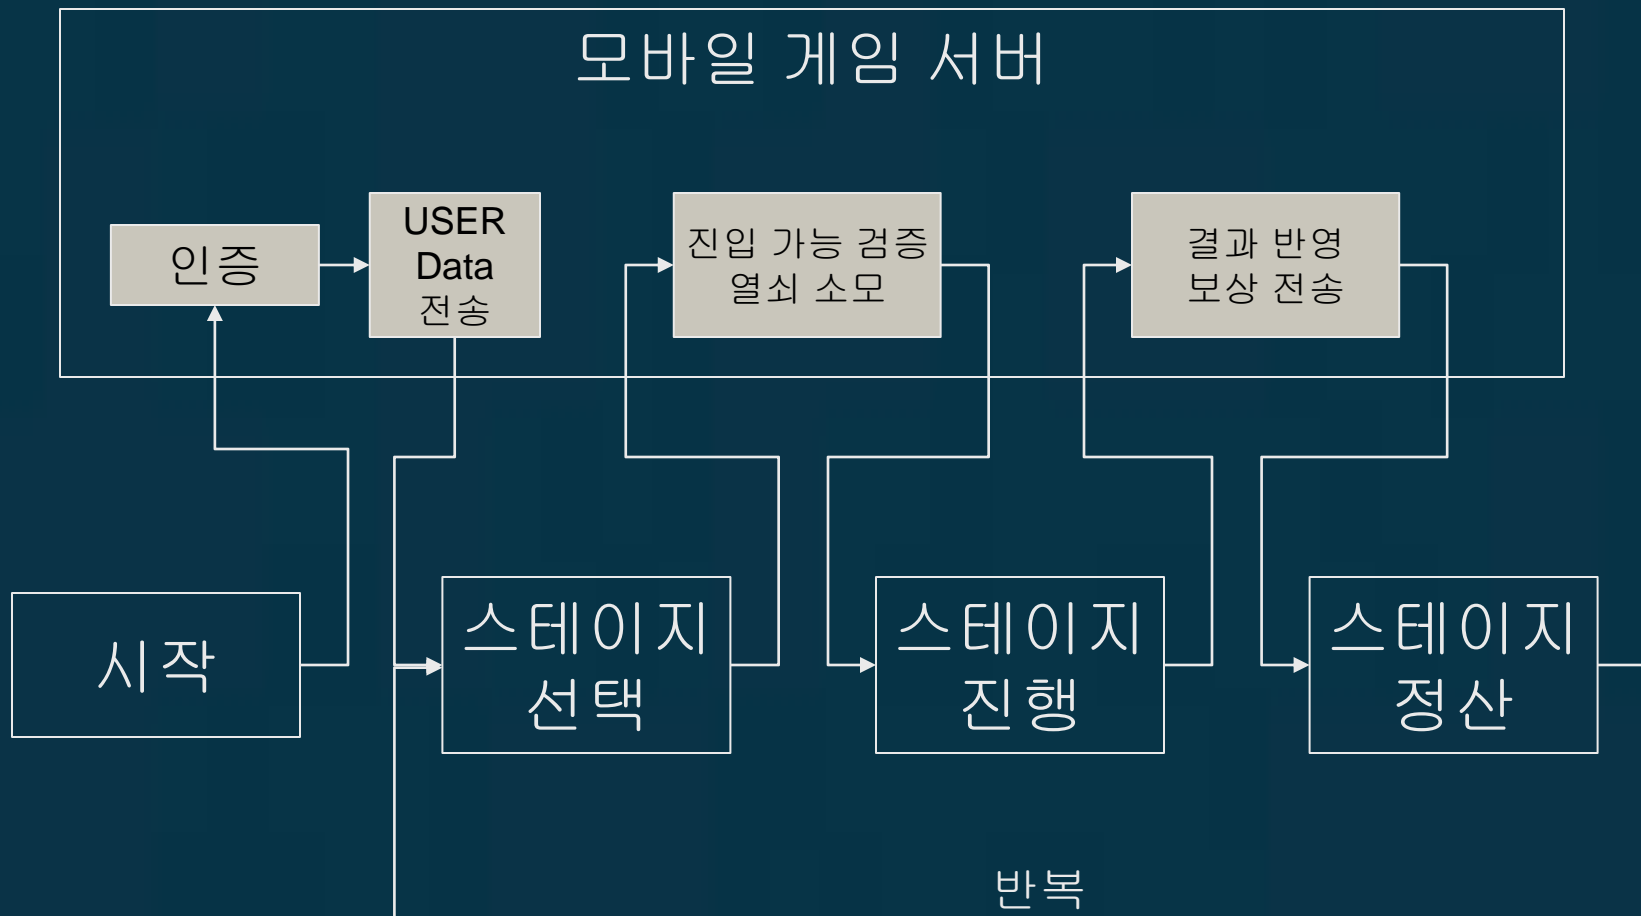 모바일 게임 서버
인증
USER
Data
전송
진입 가능 검증
열쇠 소모
결과 반영
보상 전송
시작
스테이지
선택
스테이지
진행
스테이지
정산
반복